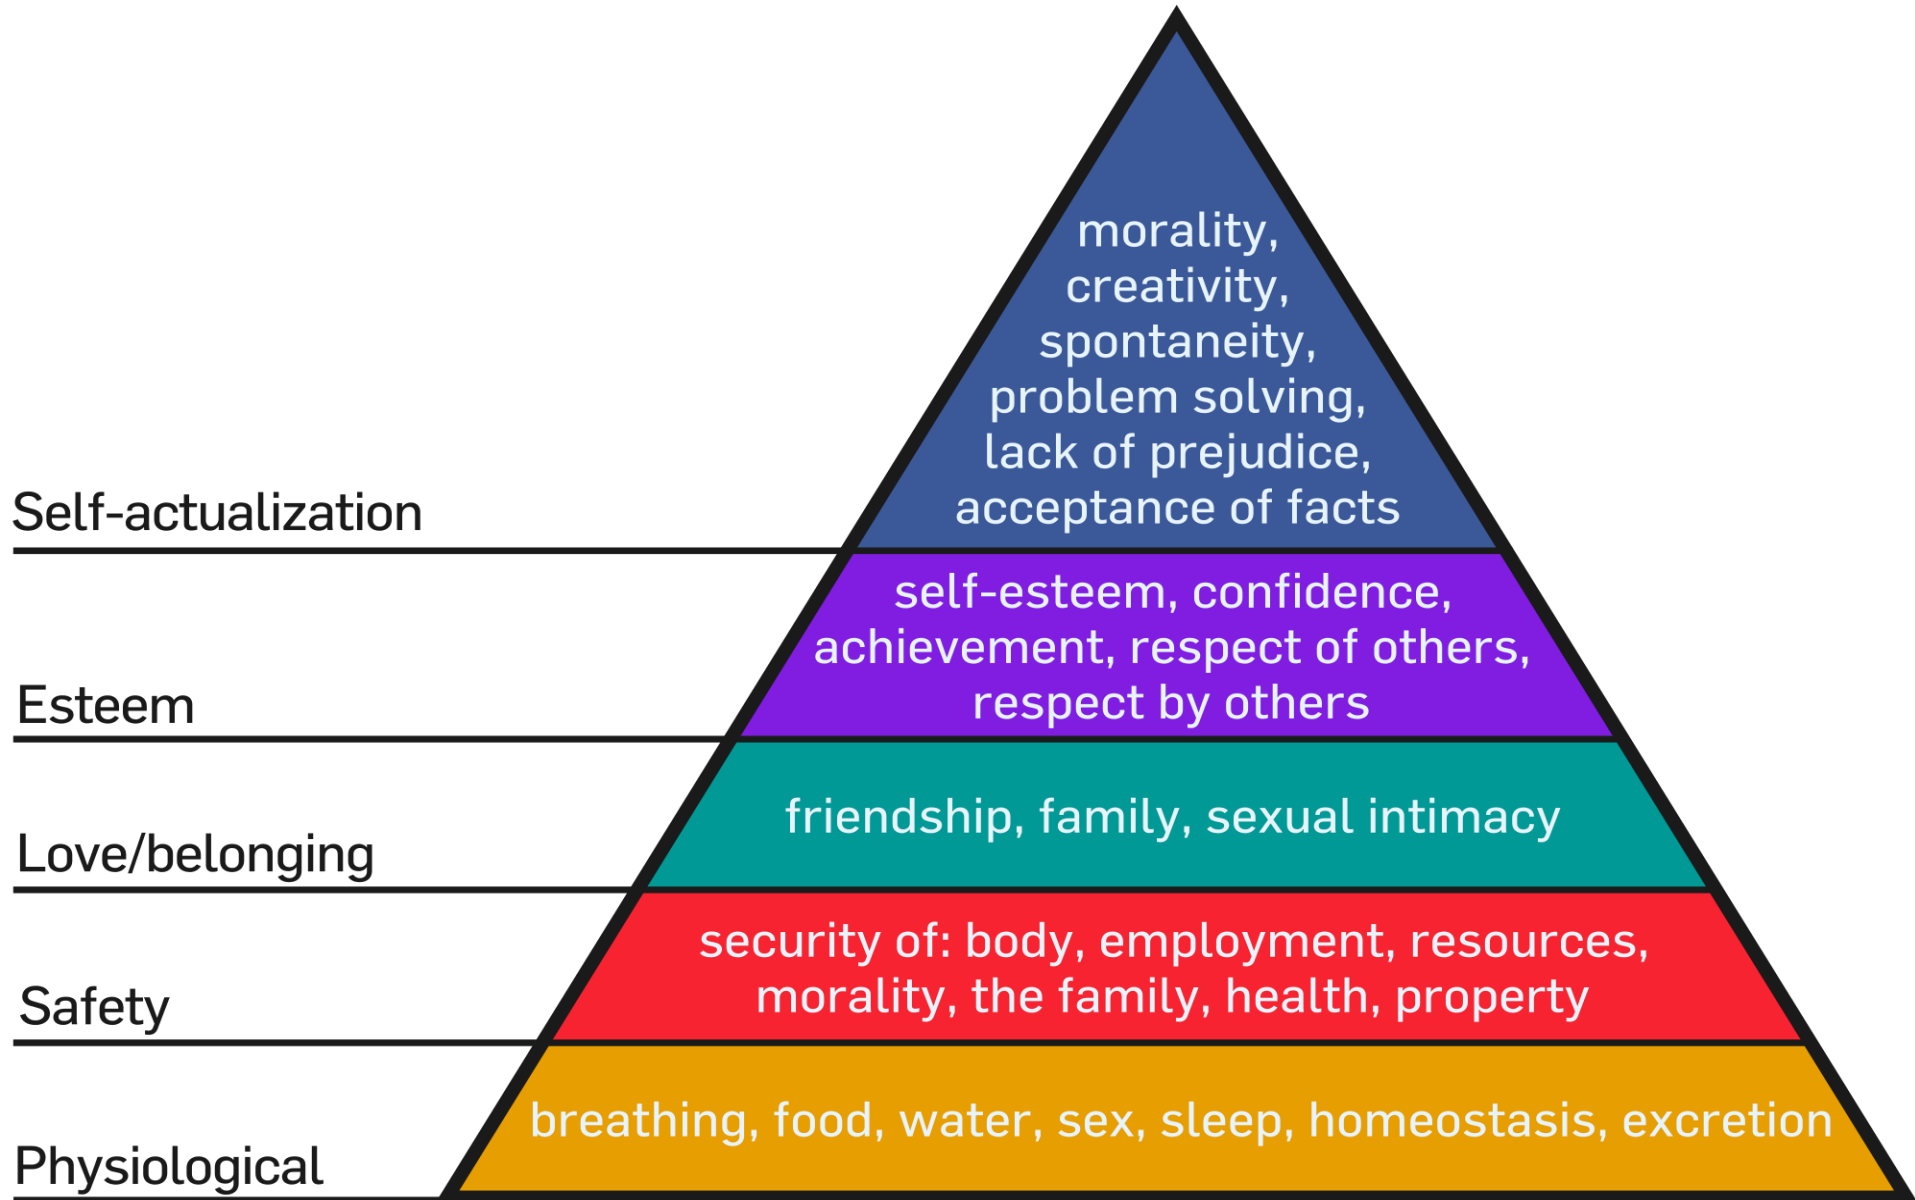 morality,
creativity,
spontaneity,
problem solving,
lack of prejudice,
acceptance of facts
Self-actualization
self-esteem, confidence,
achievement, respect of others,
respect by others
Esteem
friendship, family, sexual intimacy
Love/belonging
security of: body, employment, resources,
morality, the family, health, property
Safety
breathing, food, water, sex, sleep, homeostasis, excretion
Physiological